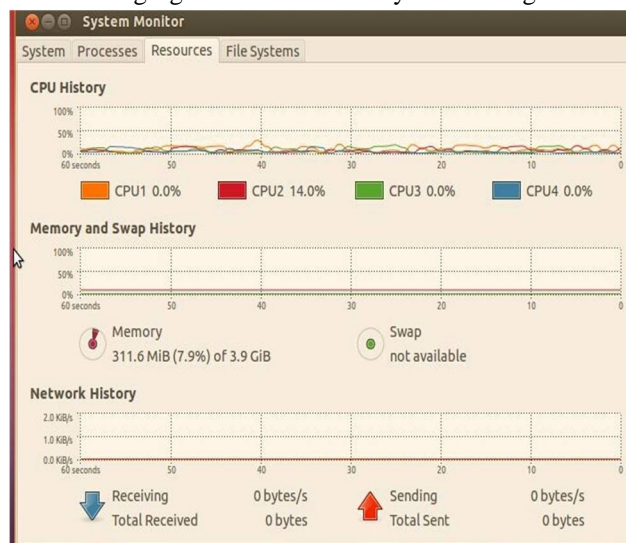 System Monitor
System Processes Resources File Systems
CPU History
100%
50%
0%
60 seconds 50 40 30 20 10 0
CPU1 0.0% CPU2 14.0% CPU3 0.0% CPU4 0.0%
Memory and Swap History
100%
50%
0%
60 seconds 50 40 30 20 10 0
Memory Swap
311.6 MiB (7.9%) of 3.9 GiB not available
Network History
2.0 KiB/s
1.0 KiB/s
0.0 KiB/s
60 seconds 50 40 30 20 10 0
Receiving 0 bytes/s Sending 0 bytes/s
Total Received 0 bytes Total Sent 0 bytes